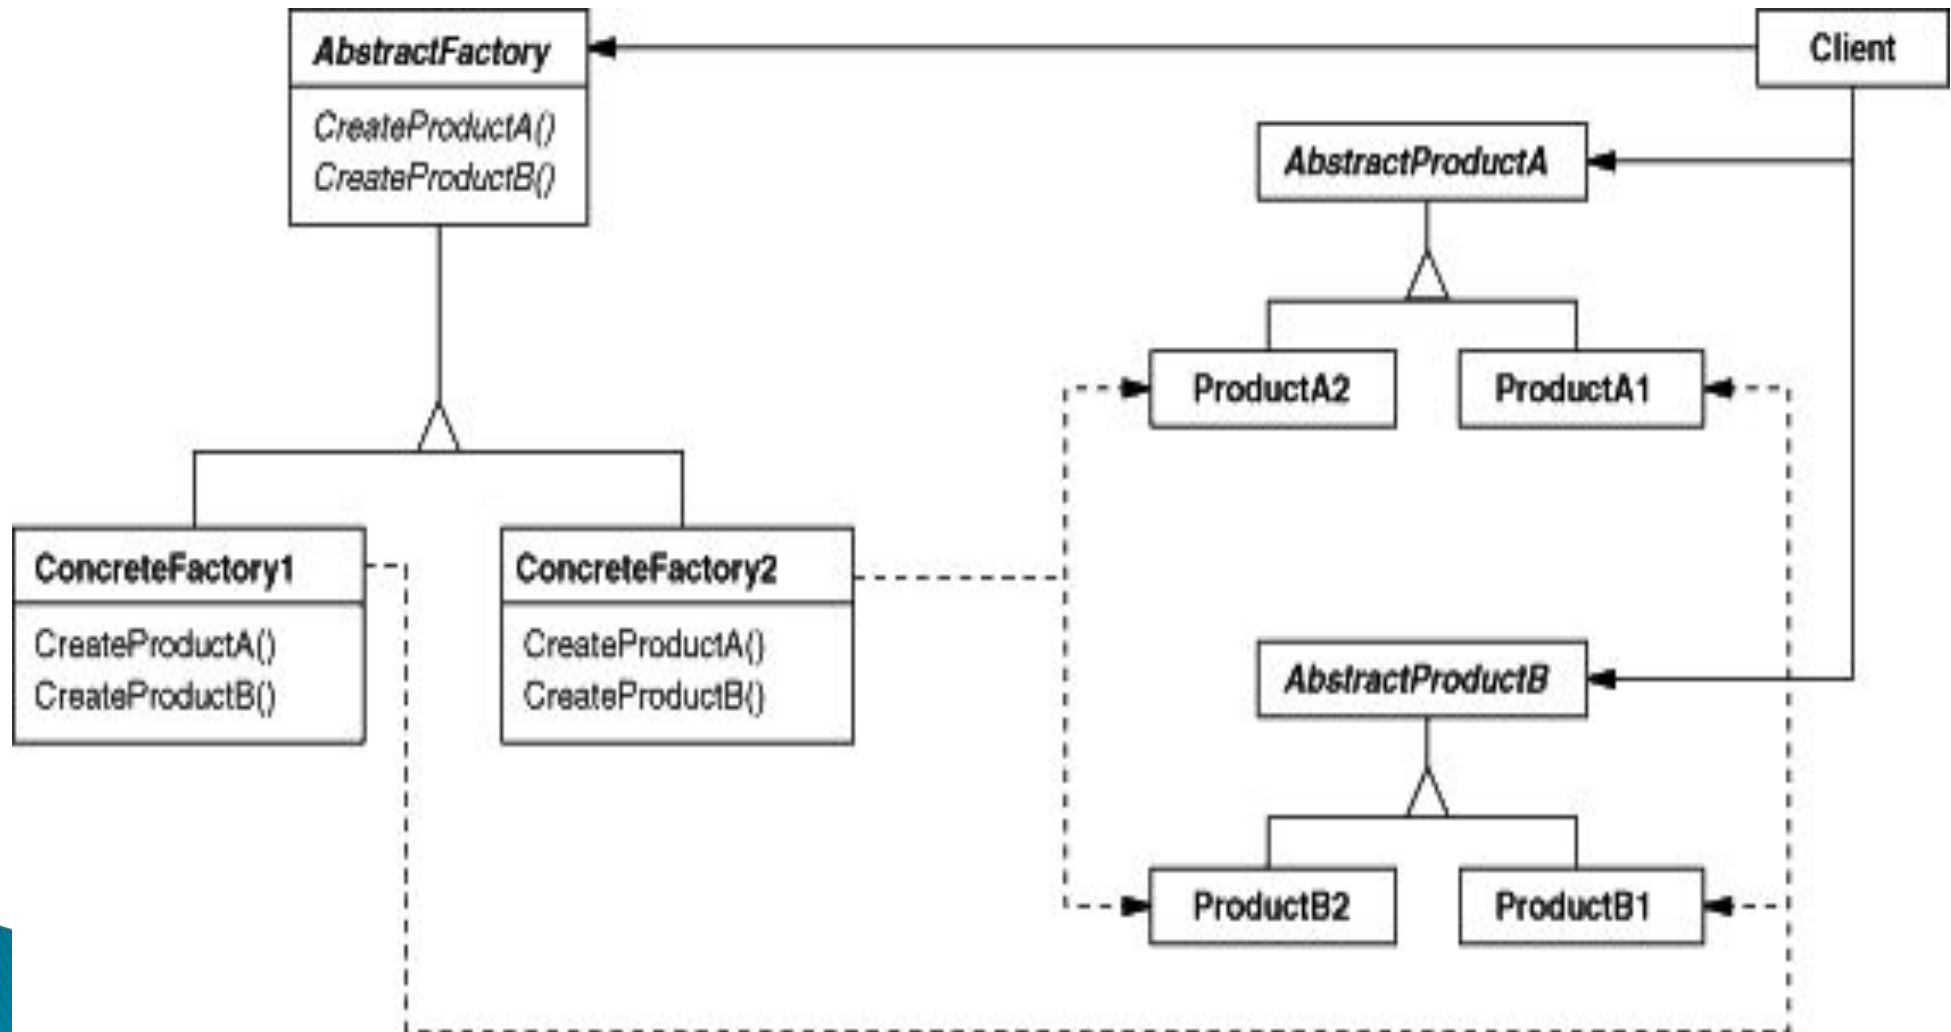 AbstractFactory
CreateProductA()
CreateProductB()
Client
AbstractProductA
ProductA2
ProductA1
ConcreteFactory1
CreateProductA()
CreateProductB()
ConcreteFactory2
CreateProductA()
CreateProductB()
AbstractProductB
ProductB2
ProductB1